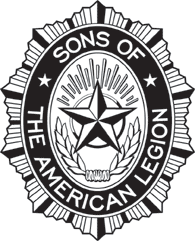 SONS OF
THE AMERICAN LEGION